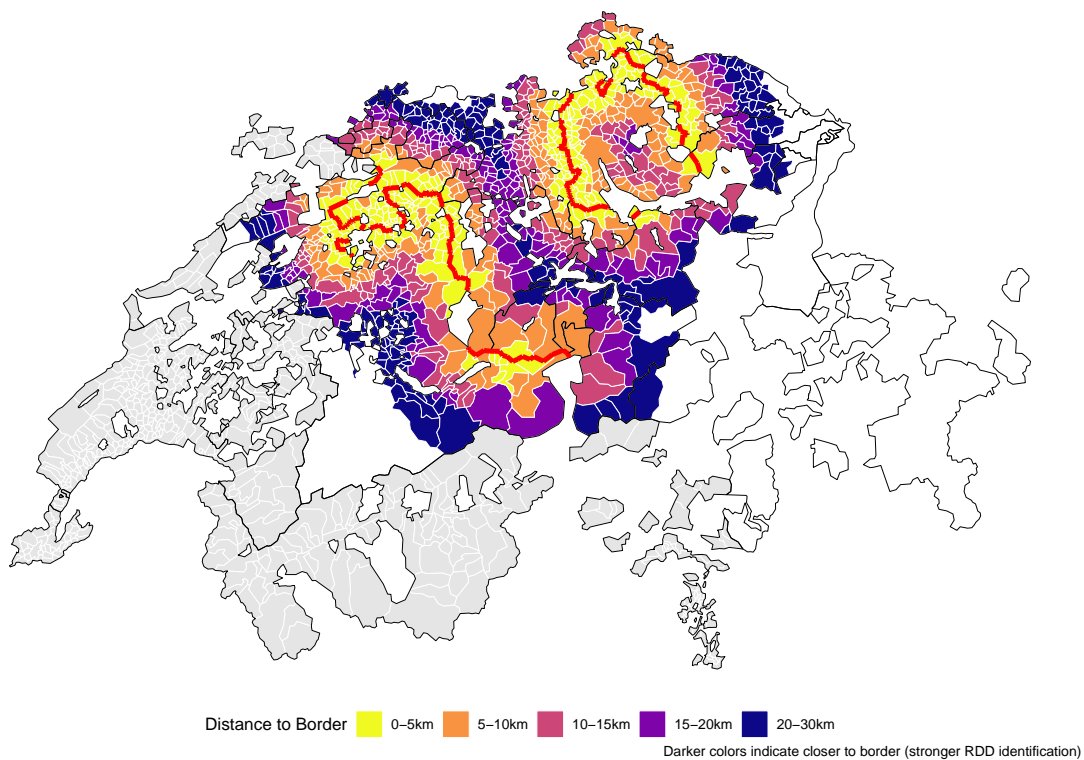 Distance to Border 0–5km 5–10km 10–15km 15–20km 20–30km
Darker colors indicate closer to border (stronger RDD identification)